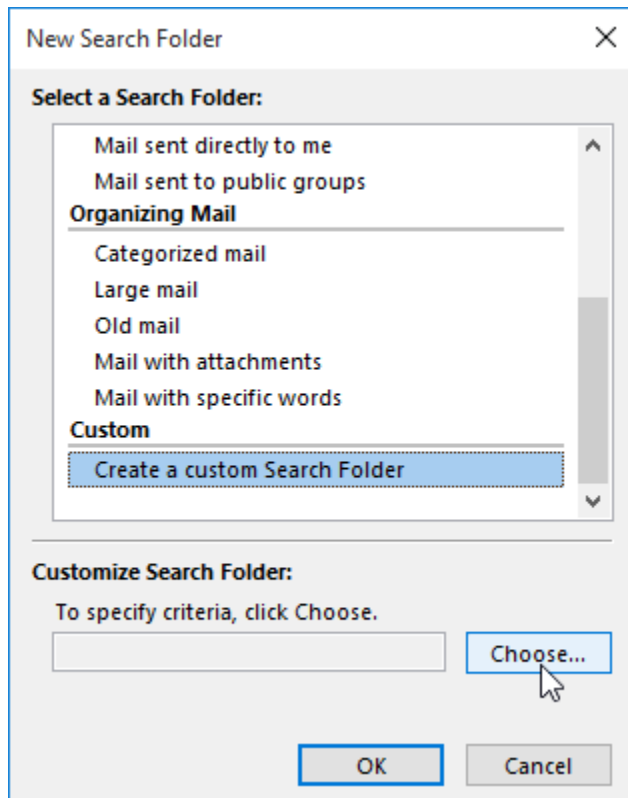 New Search Folder
Select a Search Folder:
Mail sent directly to me
Mail sent to public groups
Organizing Mail
Categorized mail
Large mail
Old mail
Mail with attachments
Mail with specific words
Custom
Create a custom Search Folder
Customize Search Folder:
To specify criteria, click Choose.
Choose...
OK
Cancel